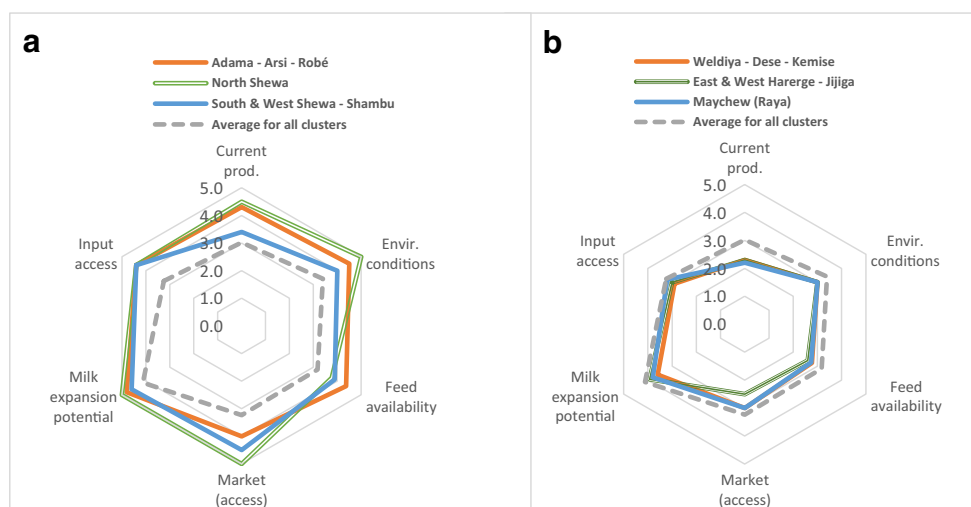 a
Adama - Arsi - Robé
North Shewa
South & West Shewa - Shambu
Average for all clusters
Current
prod.
5.0
4.0
3.0
2.0
1.0
0.0
Envir.
conditions
Feed
availability
Market
(access)
Milk
expansion
potential
Input
access
b
Weldiya - Dese - Kemise
East & West Harerge - Jijiga
Maychew (Raya)
Average for all clusters
Current
prod.
5.0
4.0
3.0
2.0
1.0
0.0
Envir.
conditions
Feed
availability
Market
(access)
Milk
expansion
potential
Input
access